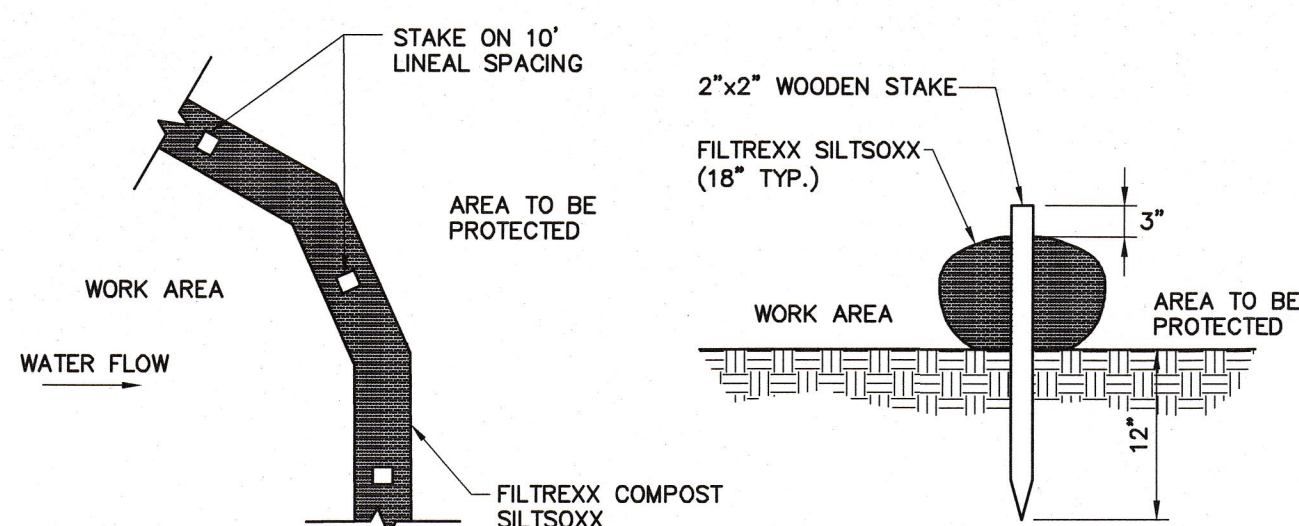 STAKE ON 10'
LINEAL SPACING
AREA TO BE
PROTECTED
WORK AREA
WATER FLOW
FILTREXX COMPOST
SILTSOXX
2"x2" WOODEN STAKE
FILTREXX SILTSOXX
(18" TYP.)
3"
WORK AREA
AREA TO BE
PROTECTED
12"